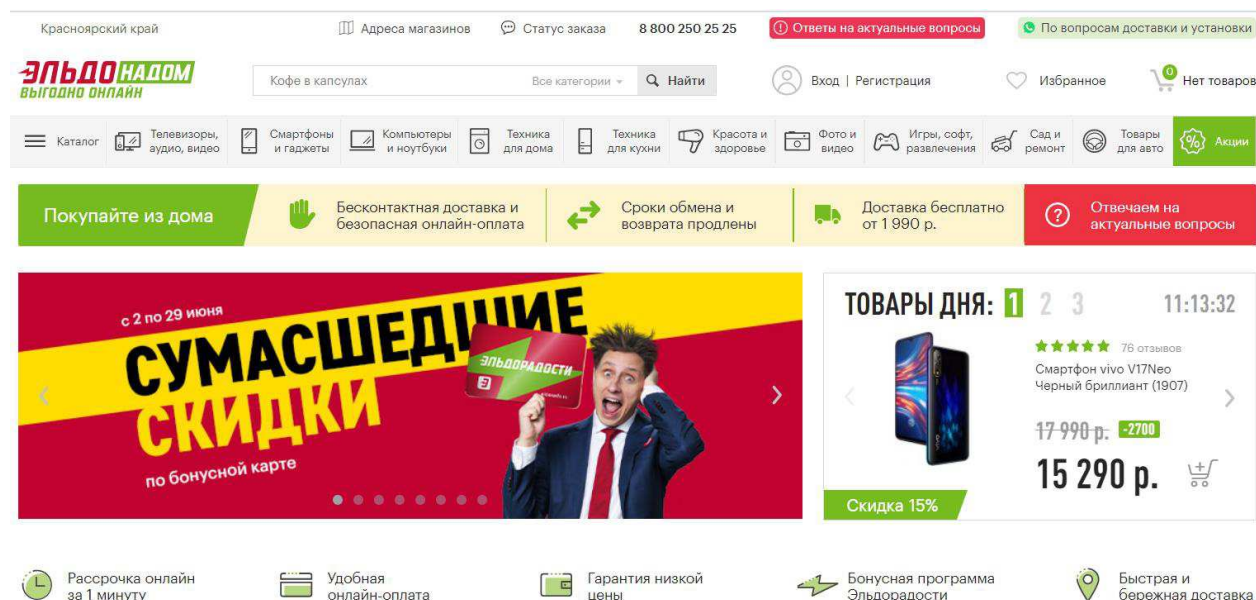 Красноярский край
Адреса магазинов
Статус заказа
8 800 250 25 25
Ответы на актуальные вопросы
По вопросам доставки и установки
ЭЛЬДО НАДОМ
ВЫГОДНО ОНЛАЙН
Кофе в капсулах
Все категории
Найти
Вход | Регистрация
Избранное
0
Нет товаров
Каталог
Телевизоры,
аудио, видео
Смартфоны
и гаджеты
Компьютеры
и ноутбуки
Техника
для дома
Техника
для кухни
Красота и
здоровье
Фото и
видео
Игры, софт,
развлечения
Сад и
ремонт
Товары
для авто
Акции
Покупайте из дома
Бесконтактная доставка и
безопасная онлайн-оплата
Сроки обмена и
возврата продлены
Доставка бесплатно
от 1 990 р.
Отвечаем на
актуальные вопросы
с 2 по 29 июня
СУМАСШЕДШИЕ
СКИДКИ
по бонусной карте
ЭЛЬДОРАДОСТИ
Э
ТОВАРЫ ДНЯ: 1 2 3
11:13:32
76 отзывов
Смартфон vivo V17Neo
Черный бриллиант (1907)
17 990 р.
-2700
15 290 р.
Скидка 15%
vivo
Рассрочка онлайн
за 1 минуту
Удобная
онлайн-оплата
Гарантия низкой
цены
Бонусная программа
Эльдорадости
Быстрая и
бережная доставка